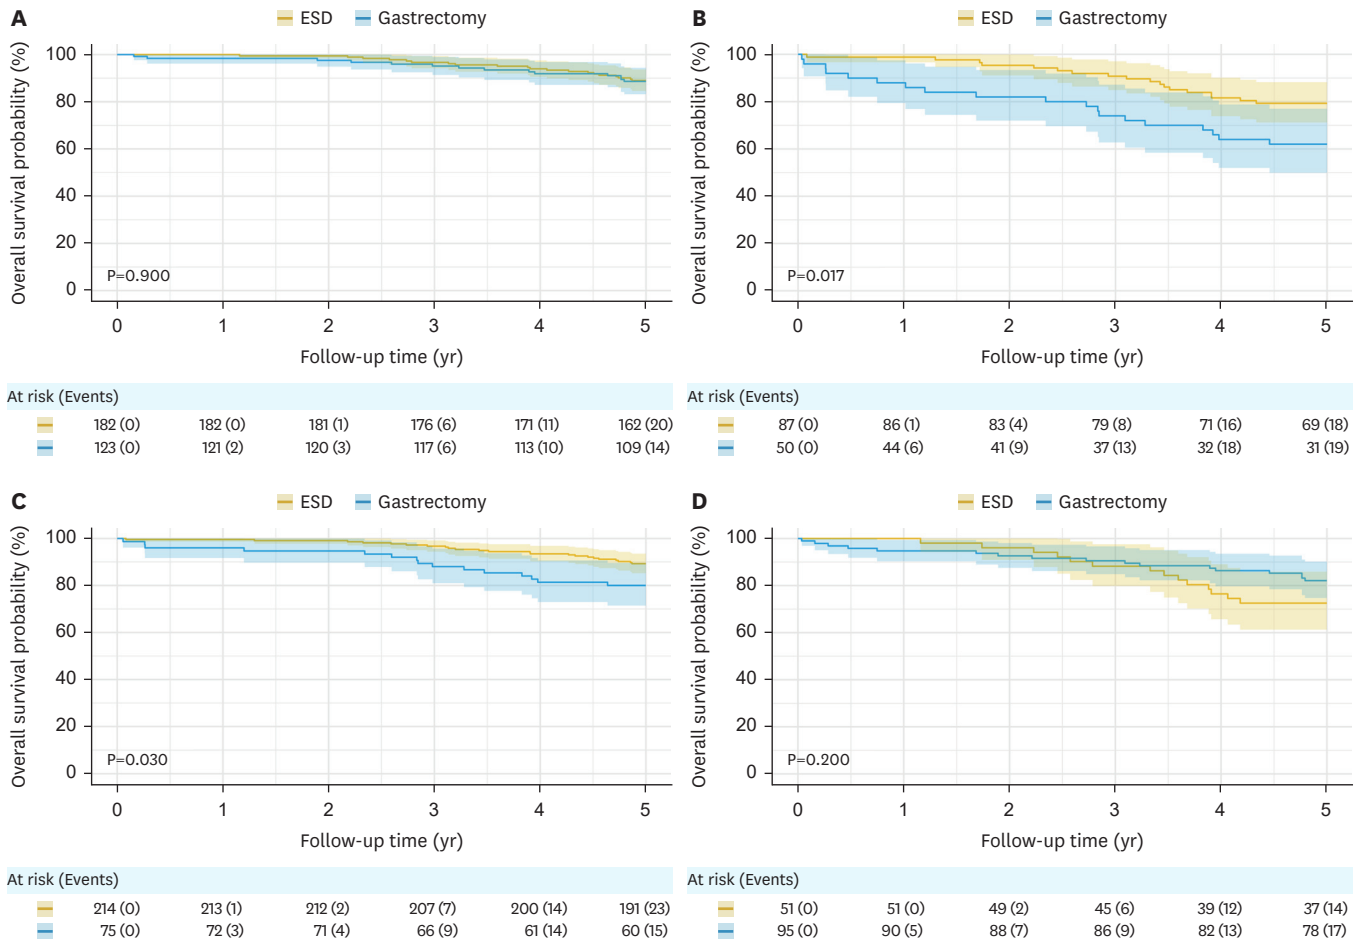 A
ESD Gastrectomy
Overall survival probability (%)
100
80
60
40
20
0
P=0.900
0 1 2 3 4 5
Follow-up time (yr)
At risk (Events)
182 (0) 182 (0) 181 (1) 176 (6) 171 (11) 162 (20)
123 (0) 121 (2) 120 (3) 117 (6) 113 (10) 109 (14)
B
ESD Gastrectomy
Overall survival probability (%)
100
80
60
40
20
0
P=0.017
0 1 2 3 4 5
Follow-up time (yr)
At risk (Events)
87 (0) 86 (1) 83 (4) 79 (8) 71 (16) 69 (18)
50 (0) 44 (6) 41 (9) 37 (13) 32 (18) 31 (19)
C
ESD Gastrectomy
Overall survival probability (%)
100
80
60
40
20
0
P=0.030
0 1 2 3 4 5
Follow-up time (yr)
At risk (Events)
214 (0) 213 (1) 212 (2) 207 (7) 200 (14) 191 (23)
75 (0) 72 (3) 71 (4) 66 (9) 61 (14) 60 (15)
D
ESD Gastrectomy
Overall survival probability (%)
100
80
60
40
20
0
P=0.200
0 1 2 3 4 5
Follow-up time (yr)
At risk (Events)
51 (0) 51 (0) 49 (2) 45 (6) 39 (12) 37 (14)
95 (0) 90 (5) 88 (7) 86 (9) 82 (13) 78 (17)